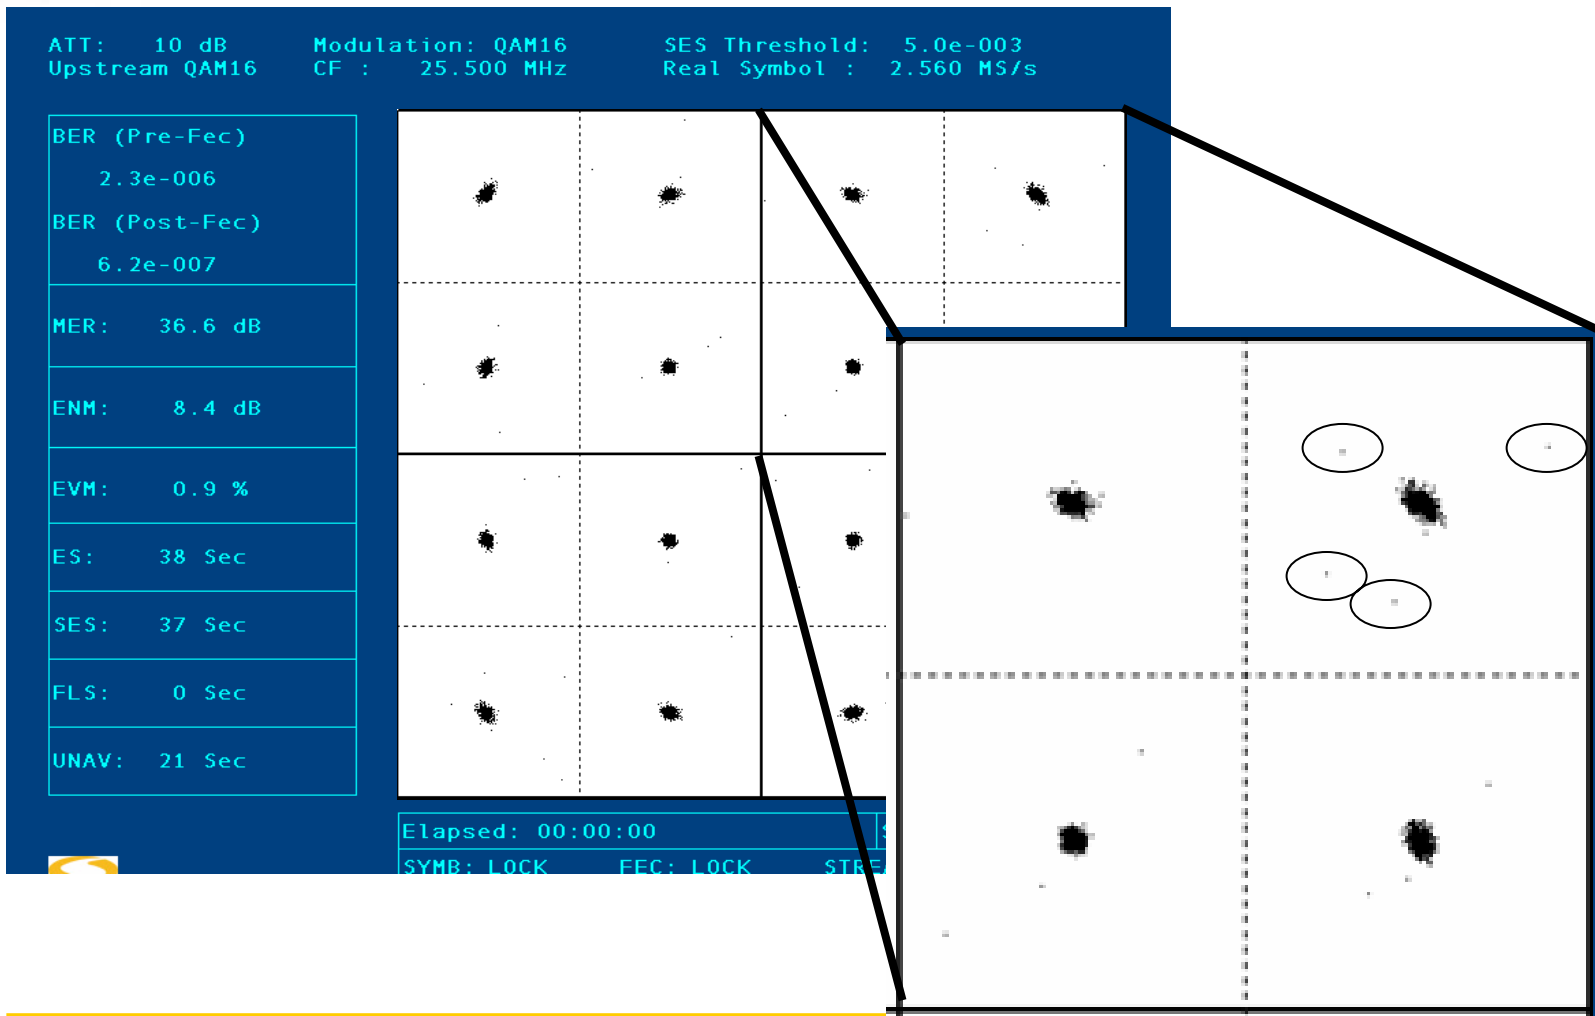 ATT: 10 dB Modulation: QAM16 SES Threshold: 5.0e-003
Upstream QAM16 CF : 25.500 MHz Real Symbol : 2.560 MS/s
BER (Pre-Fec)
2.3e-006
BER (Post-Fec)
6.2e-007
MER: 36.6 dB
ENM: 8.4 dB
EVM: 0.9 %
ES: 38 Sec
SES: 37 Sec
FLS: 0 Sec
UNAV: 21 Sec
Elapsed: 00:00:00
SYMB: LOCK FEC: LOCK STRE